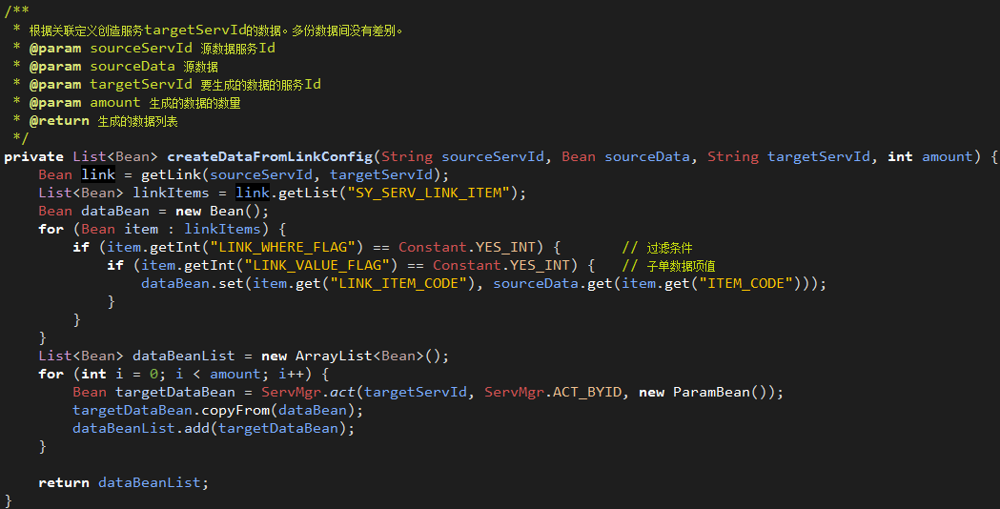 /**
 * 根据关联定义创造服务targetServId的数据。多份数据间没有差别。
 * @param sourceServId 源数据服务Id
 * @param sourceData 源数据
 * @param targetServId 要生成的数据的服务Id
 * @param amount 生成的数据的数量
 * @return 生成的数据列表
 */
private List<Bean> createDataFromLinkConfig(String sourceServId, Bean sourceData, String targetServId, int amount) {
    Bean link = getLink(sourceServId, targetServId);
    List<Bean> linkItems = link.getList("SY_SERV_LINK_ITEM");
    Bean dataBean = new Bean();
    for (Bean item : linkItems) {
        if (item.getInt("LINK_WHERE_FLAG") == Constant.YES_INT) {       // 过滤条件
            if (item.getInt("LINK_VALUE_FLAG") == Constant.YES_INT) {   // 子单数据项值
                dataBean.set(item.get("LINK_ITEM_CODE"), sourceData.get(item.get("ITEM_CODE")));
            }
        }
    }
    List<Bean> dataBeanList = new ArrayList<Bean>();
    for (int i = 0; i < amount; i++) {
        Bean targetDataBean = ServMgr.act(targetServId, ServMgr.ACT_BYID, new ParamBean());
        targetDataBean.copyFrom(dataBean);
        dataBeanList.add(targetDataBean);
    }

    return dataBeanList;
}